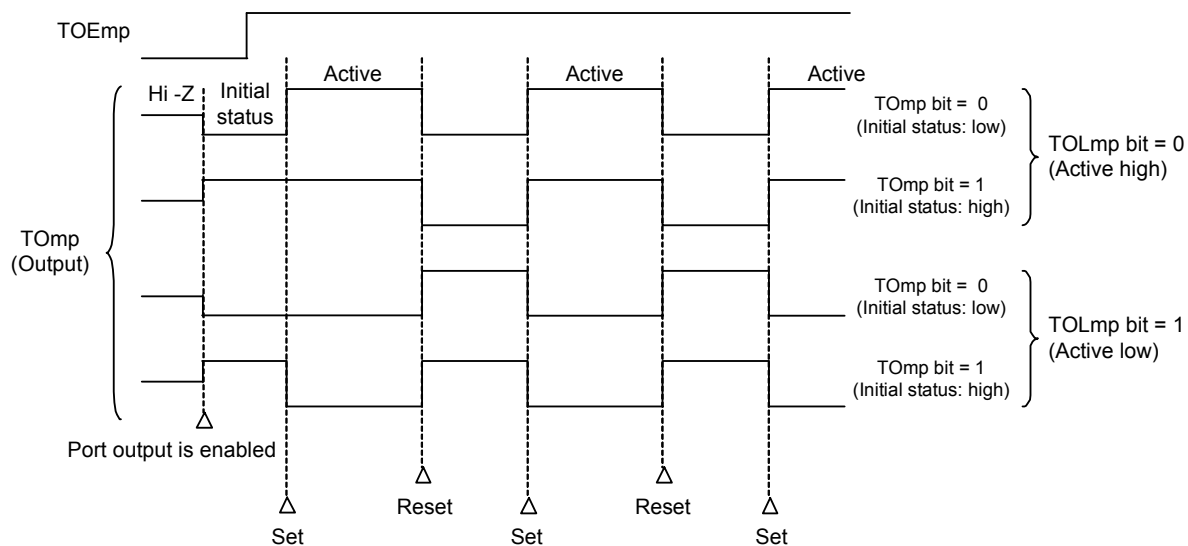 TOEmp
Active
Active
Active
Hi -Z
Initial
status
TOmp bit = 0
(Initial status: low)
TOLmp bit = 0
(Active high)
TOmp bit = 1
(Initial status: high)
TOmp
(Output)
TOmp bit = 0
(Initial status: low)
TOLmp bit = 1
(Active low)
TOmp bit = 1
(Initial status: high)
Port output is enabled
Reset
Reset
Set
Set
Set